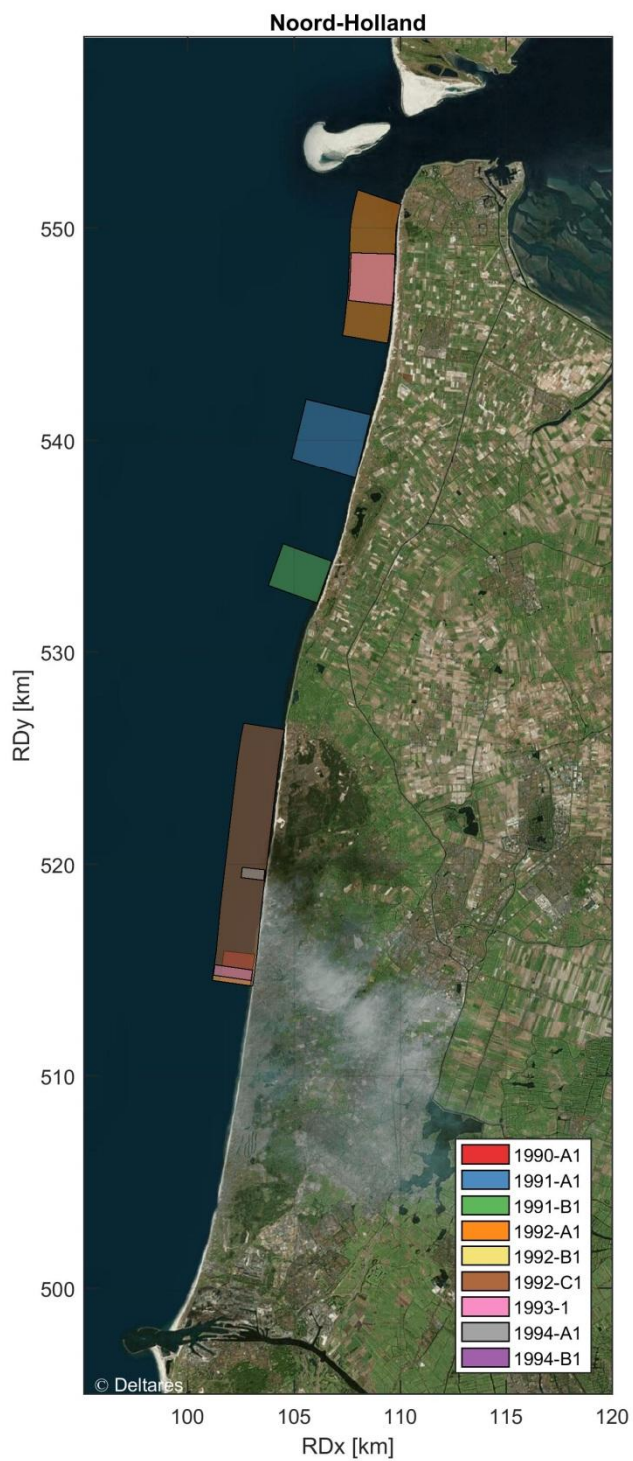 Noord-Holland
550
540
530
520
510
500
RDy [km]
1990-A1
1991-A1
1991-B1
1992-A1
1992-B1
1992-C1
1993-1
1994-A1
1994-B1
© Deltares
100
105
110
115
120
RDx [km]